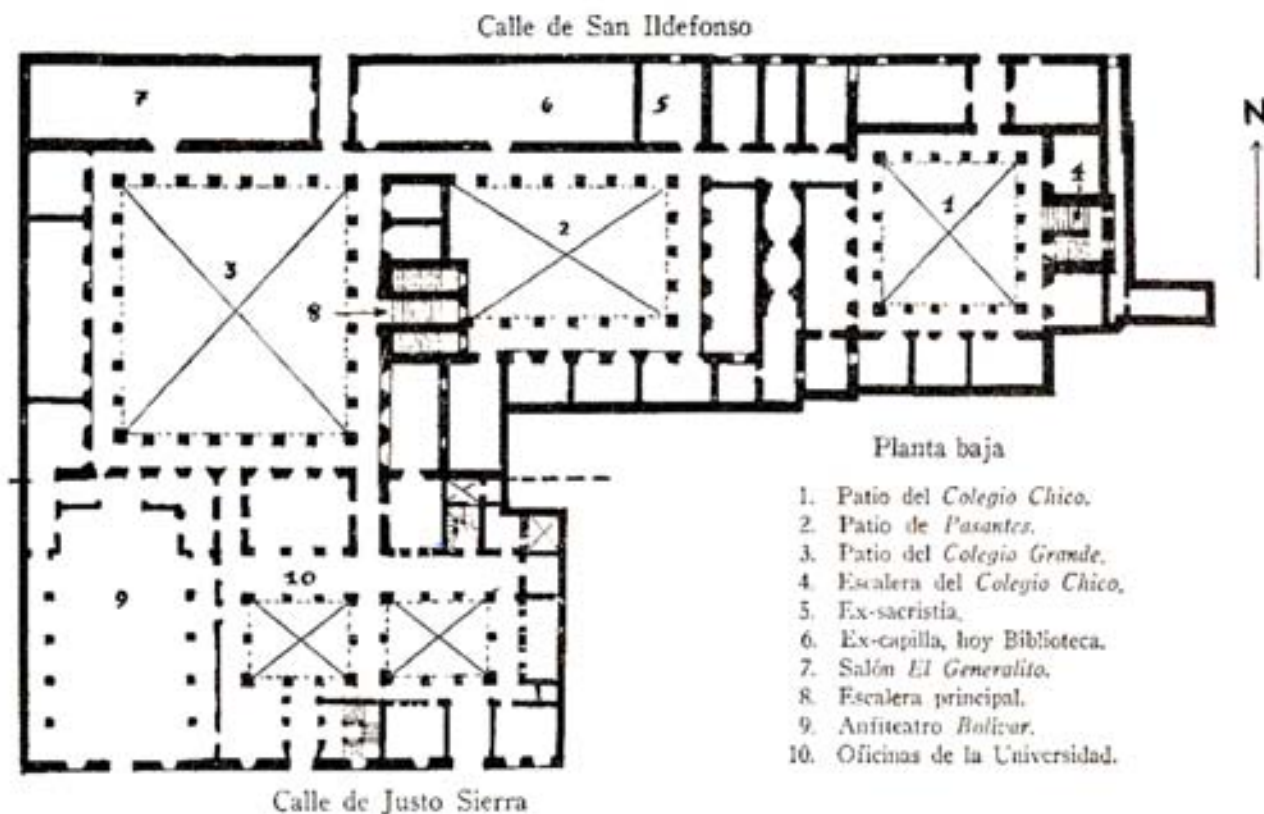 Calle de San Ildefonso
7
6
5
N
4
1
2
3
8
Planta baja
1. Patio del Colegio Chico.
2. Patio de Pasantes.
3. Patio del Colegio Grande.
4. Escalera del Colegio Chico.
5. Ex-sacristía.
6. Ex-capilla, hoy Biblioteca.
7. Salón El Generalito.
8. Escalera principal.
9. Anfiteatro Bolívar.
10. Oficinas de la Universidad.
10
9
Calle de Justo Sierra